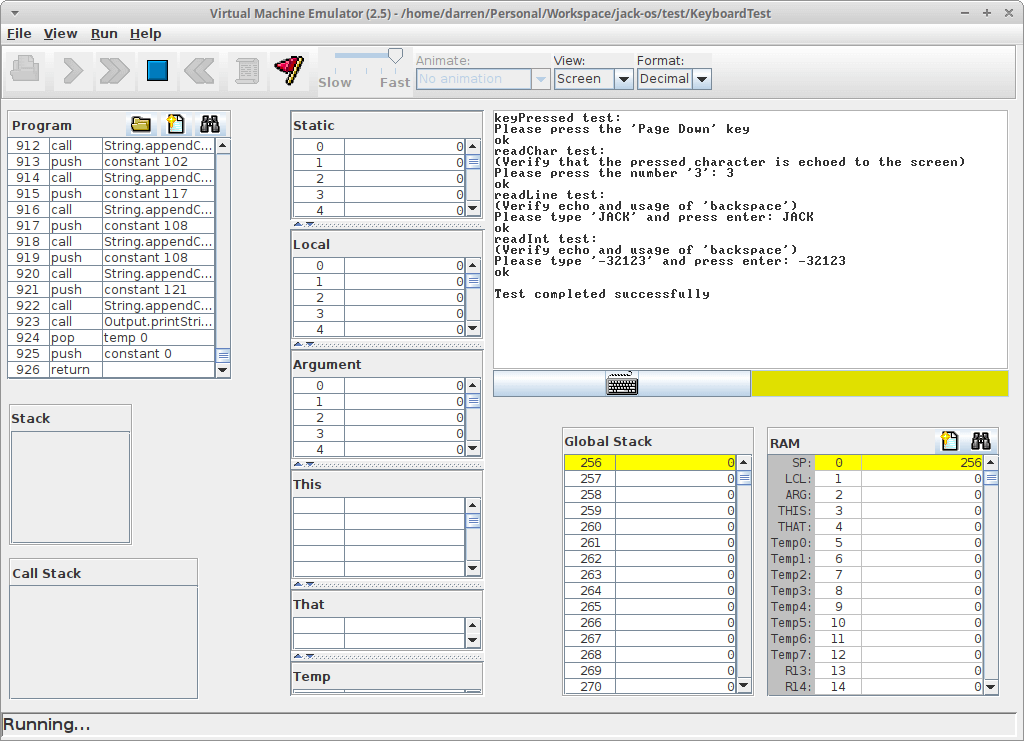 Virtual Machine Emulator (2.5) - /home/darren/Personal/Workspace/jack-os/test/KeyboardTest
File View Run Help
Slow Fast
Animate: View: Format:
No animation Screen Decimal
Program
912 call String.appendC...
913 push constant 102
914 call String.appendC...
915 push constant 117
916 call String.appendC...
917 push constant 108
918 call String.appendC...
919 push constant 108
920 call String.appendC...
921 push constant 121
922 call String.appendC...
923 call Output.printStri...
924 pop temp 0
925 push constant 0
926 return
Stack
Call Stack
Static
0 0
1 0
2 0
3 0
4 0
Local
0 0
1 0
2 0
3 0
4 0
Argument
0 0
1 0
2 0
3 0
4 0
This
That
Temp
keyPressed test:
Please press the 'Page Down' key
ok
readChar test:
(Verify that the pressed character is echoed to the screen)
Please press the number '3': 3
ok
readLine test:
(Verify echo and usage of 'backspace')
Please type 'JACK' and press enter: JACK
ok
readInt test:
(Verify echo and usage of 'backspace')
Please type '-32123' and press enter: -32123
ok
Test completed successfully
Global Stack
256 0
257 0
258 0
259 0
260 0
261 0
262 0
263 0
264 0
265 0
266 0
267 0
268 0
269 0
270 0
RAM
SP: 0 256
LCL: 1 0
ARG: 2 0
THIS: 3 0
THAT: 4 0
Temp0: 5 0
Temp1: 6 0
Temp2: 7 0
Temp3: 8 0
Temp4: 9 0
Temp5: 10 0
Temp6: 11 0
Temp7: 12 0
R13: 13 0
R14: 14 0
Running...